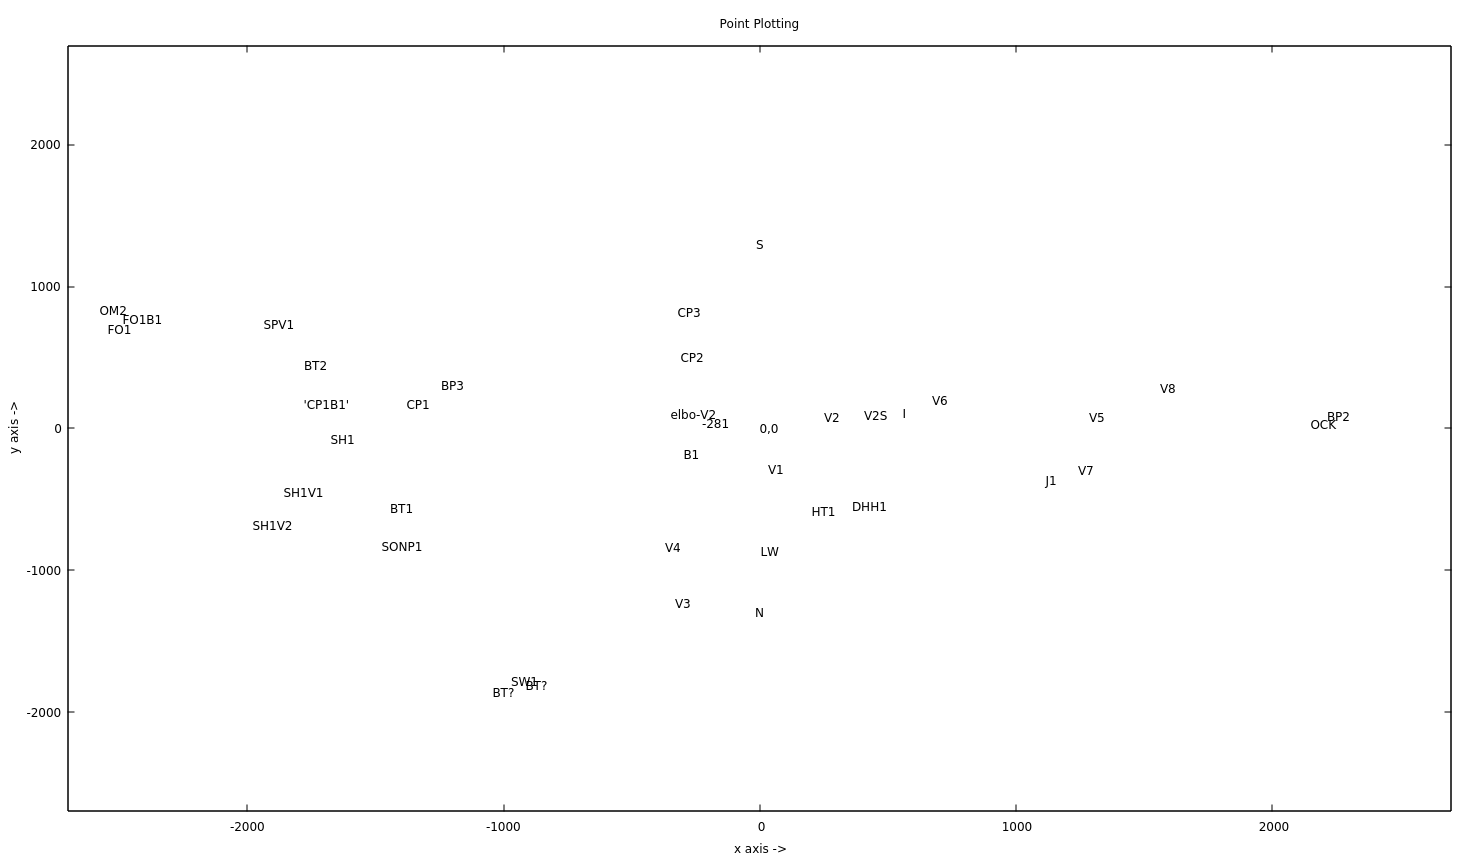 Point Plotting
2000
S
1000
OM2
CP3
FO1B1
SPV1
FO1
CP2
BT2
BP3
V8
V6
'CP1B1'
CP1
I
elbo-V2
V2S
BP2
V2
V5
-281
OCK
0
0,0
SH1
B1
V1
V7
J1
SH1V1
DHH1
BT1
HT1
SH1V2
SONP1
V4
LW
-1000
V3
N
SW1
BT?
BT?
-2000
-2000
-1000
0
1000
2000
x axis ->
y axis ->